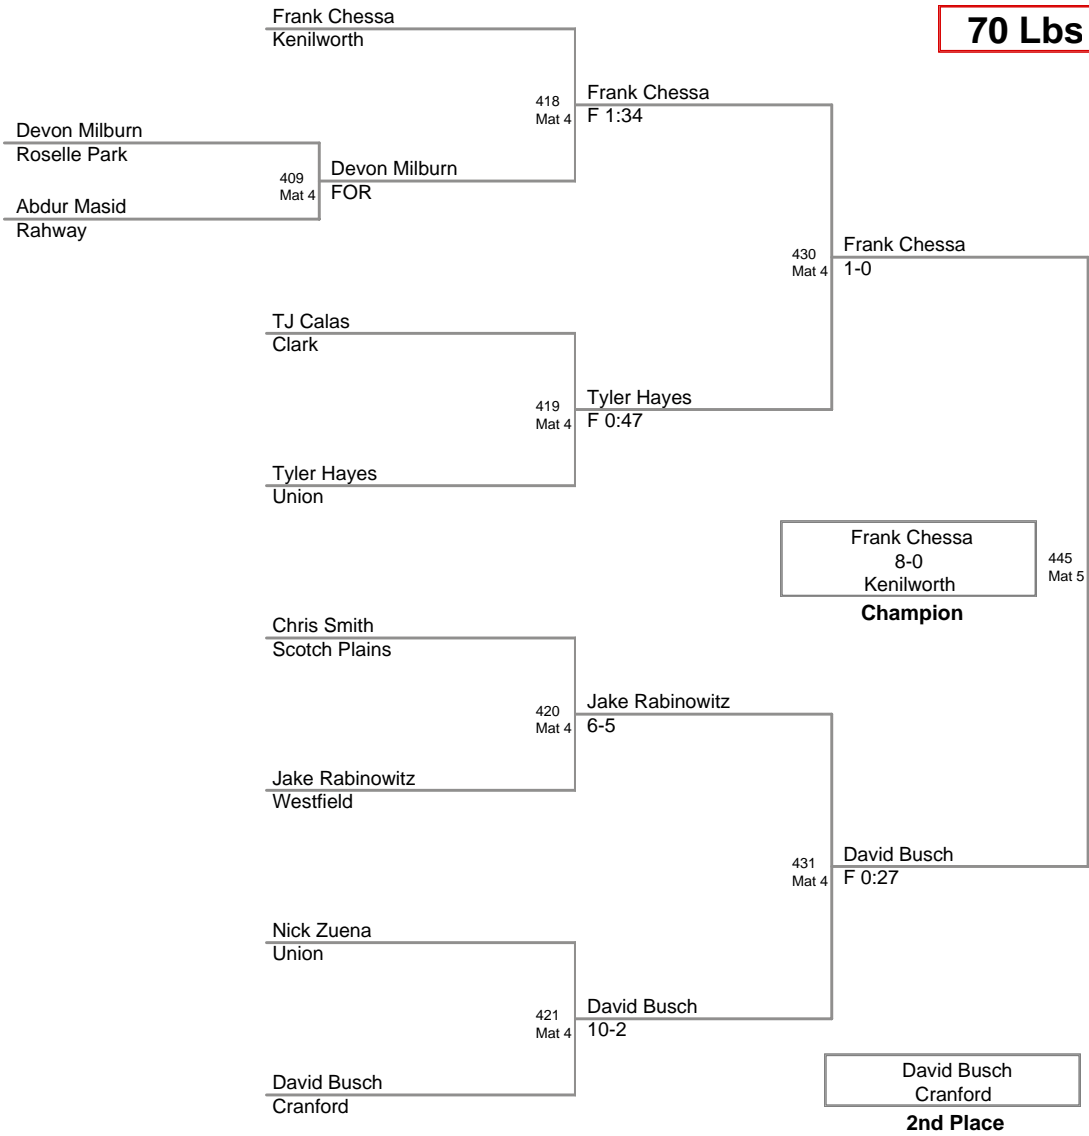 Frank Chessa
Kenilworth
70 Lbs
418
Mat 4
Frank Chessa
F 1:34
Devon Milburn
Roselle Park
409
Mat 4
Devon Milburn
FOR
Abdur Masid
Rahway
430
Mat 4
Frank Chessa
1-0
TJ Calas
Clark
419
Mat 4
Tyler Hayes
F 0:47
Tyler Hayes
Union
Frank Chessa
8-0
Kenilworth
Champion
445
Mat 5
Chris Smith
Scotch Plains
420
Mat 4
Jake Rabinowitz
6-5
Jake Rabinowitz
Westfield
431
Mat 4
David Busch
F 0:27
Nick Zuena
Union
421
Mat 4
David Busch
10-2
David Busch
Cranford
David Busch
Cranford
2nd Place